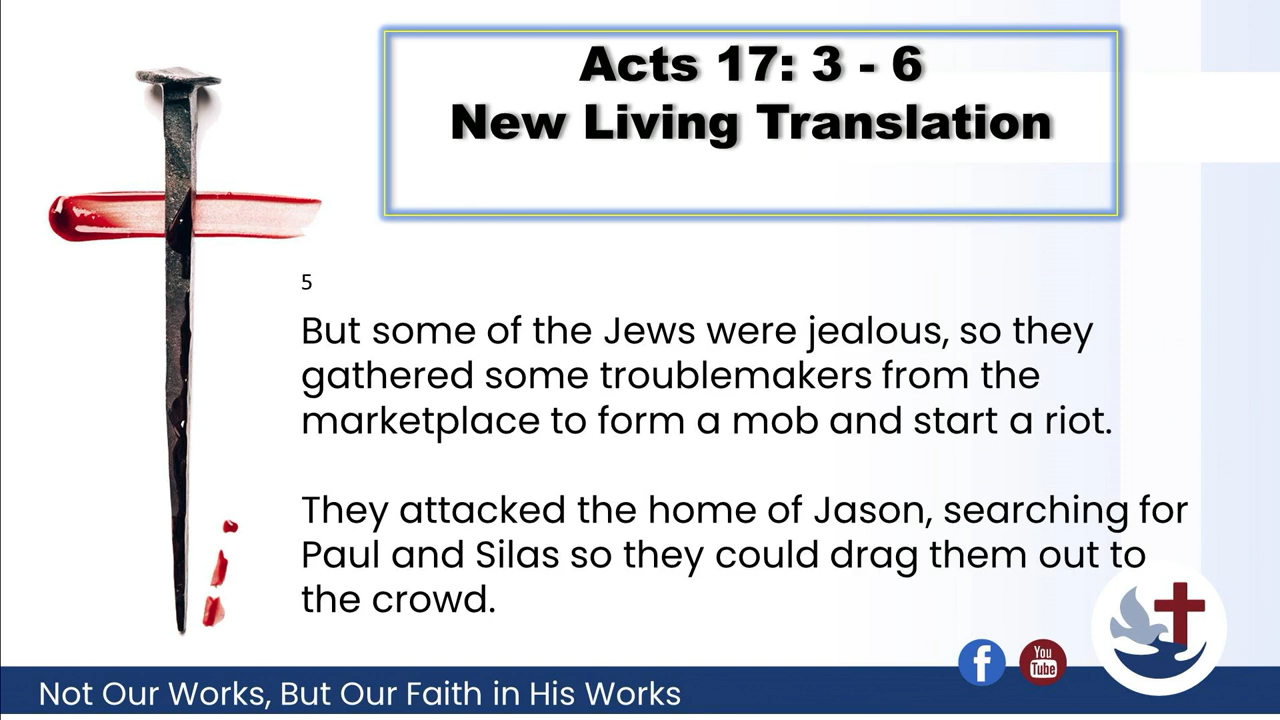 Acts 17: 3 - 6
New Living Translation
5
But some of the Jews were jealous, so they
gathered some troublemakers from the
marketplace to form a mob and start a riot.
They attacked the home of Jason, searching for
Paul and Silas so they could drag them out to
the crowd.
f
You
Tube
Not Our Works, But Our Faith in His Works